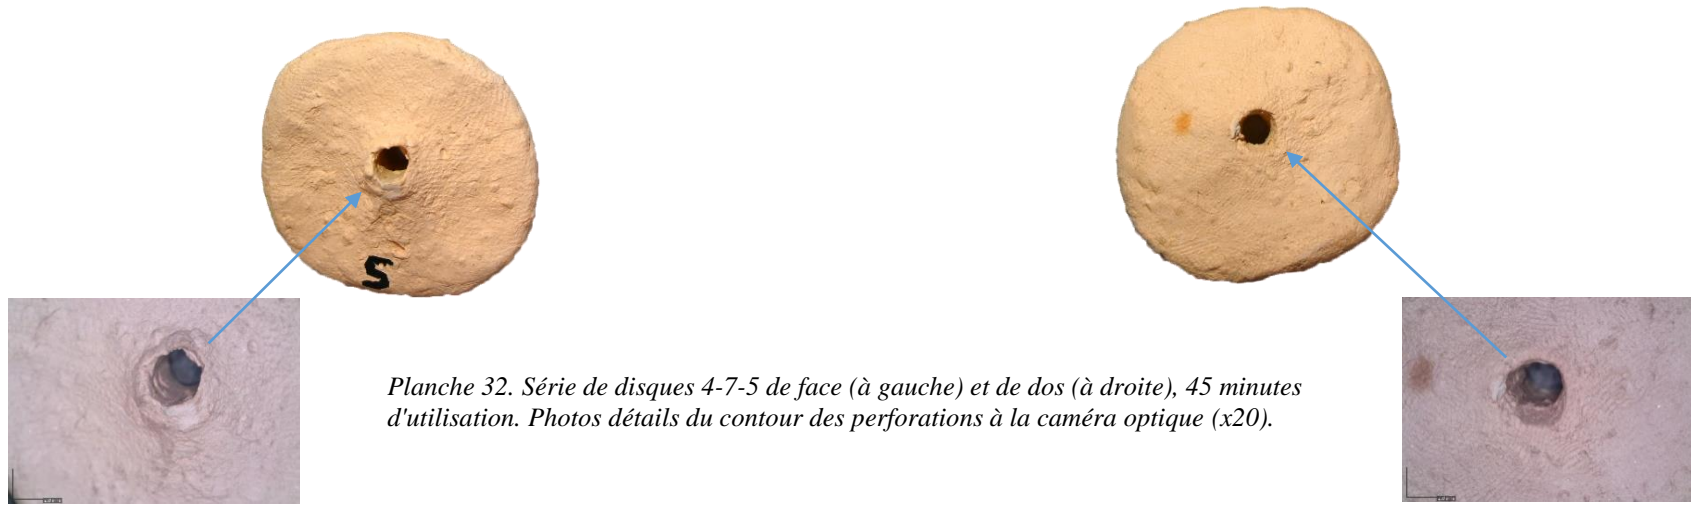 5
Planche 32. Série de disques 4-7-5 de face (à gauche) et de dos (à droite), 45 minutes
d'utilisation. Photos détails du contour des perforations à la caméra optique (x20).